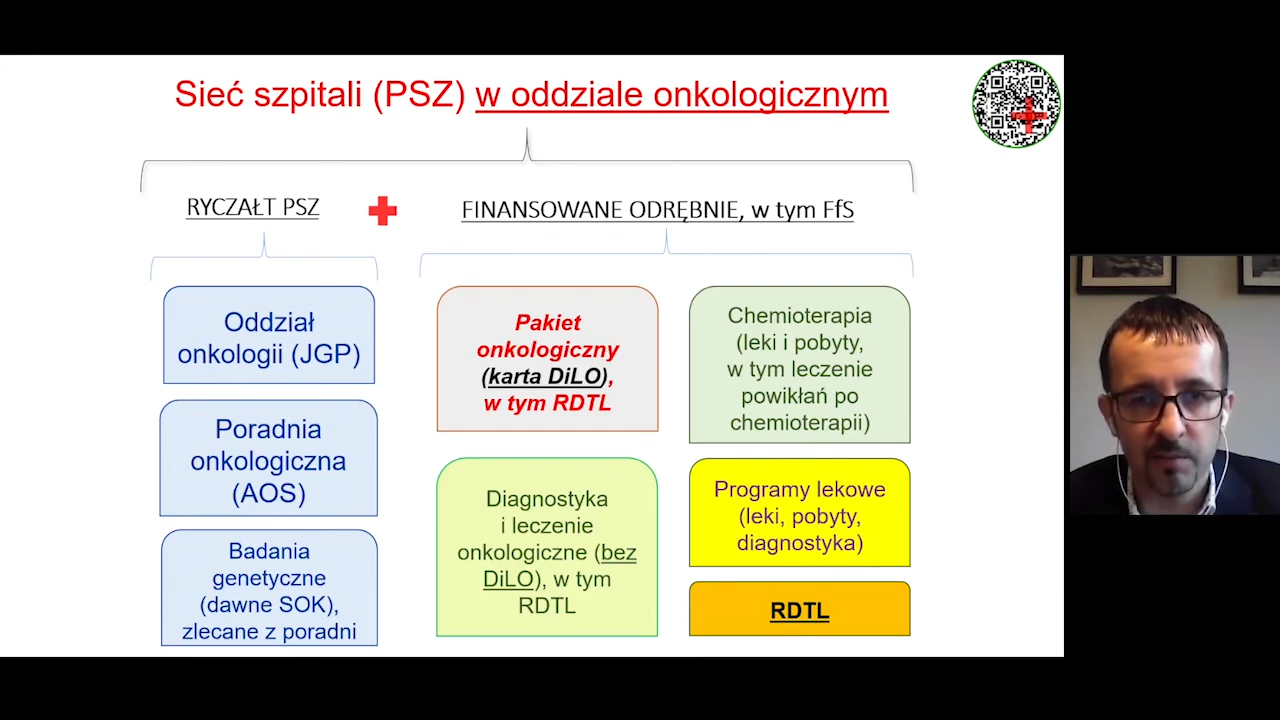 Sieć szpitali (PSZ) w oddziale onkologicznym
RYCZAŁT PSZ
FINANSOWANE ODRĘBNIE, w tym FfS
Oddział
onkologii (JGP)
Poradnia
onkologiczna
(AOS)
Badania
genetyczne
(dawne SOK),
zlecane z poradni
Pakiet
onkologiczny
(karta DiLO),
w tym RDTL
Diagnostyka
i leczenie
onkologiczne (bez
DiLO), w tym
RDTL
Chemioterapia
(leki i pobyty,
w tym leczenie
powikłań po
chemioterapii)
Programy lekowe
(leki, pobyty,
diagnostyka)
RDTL